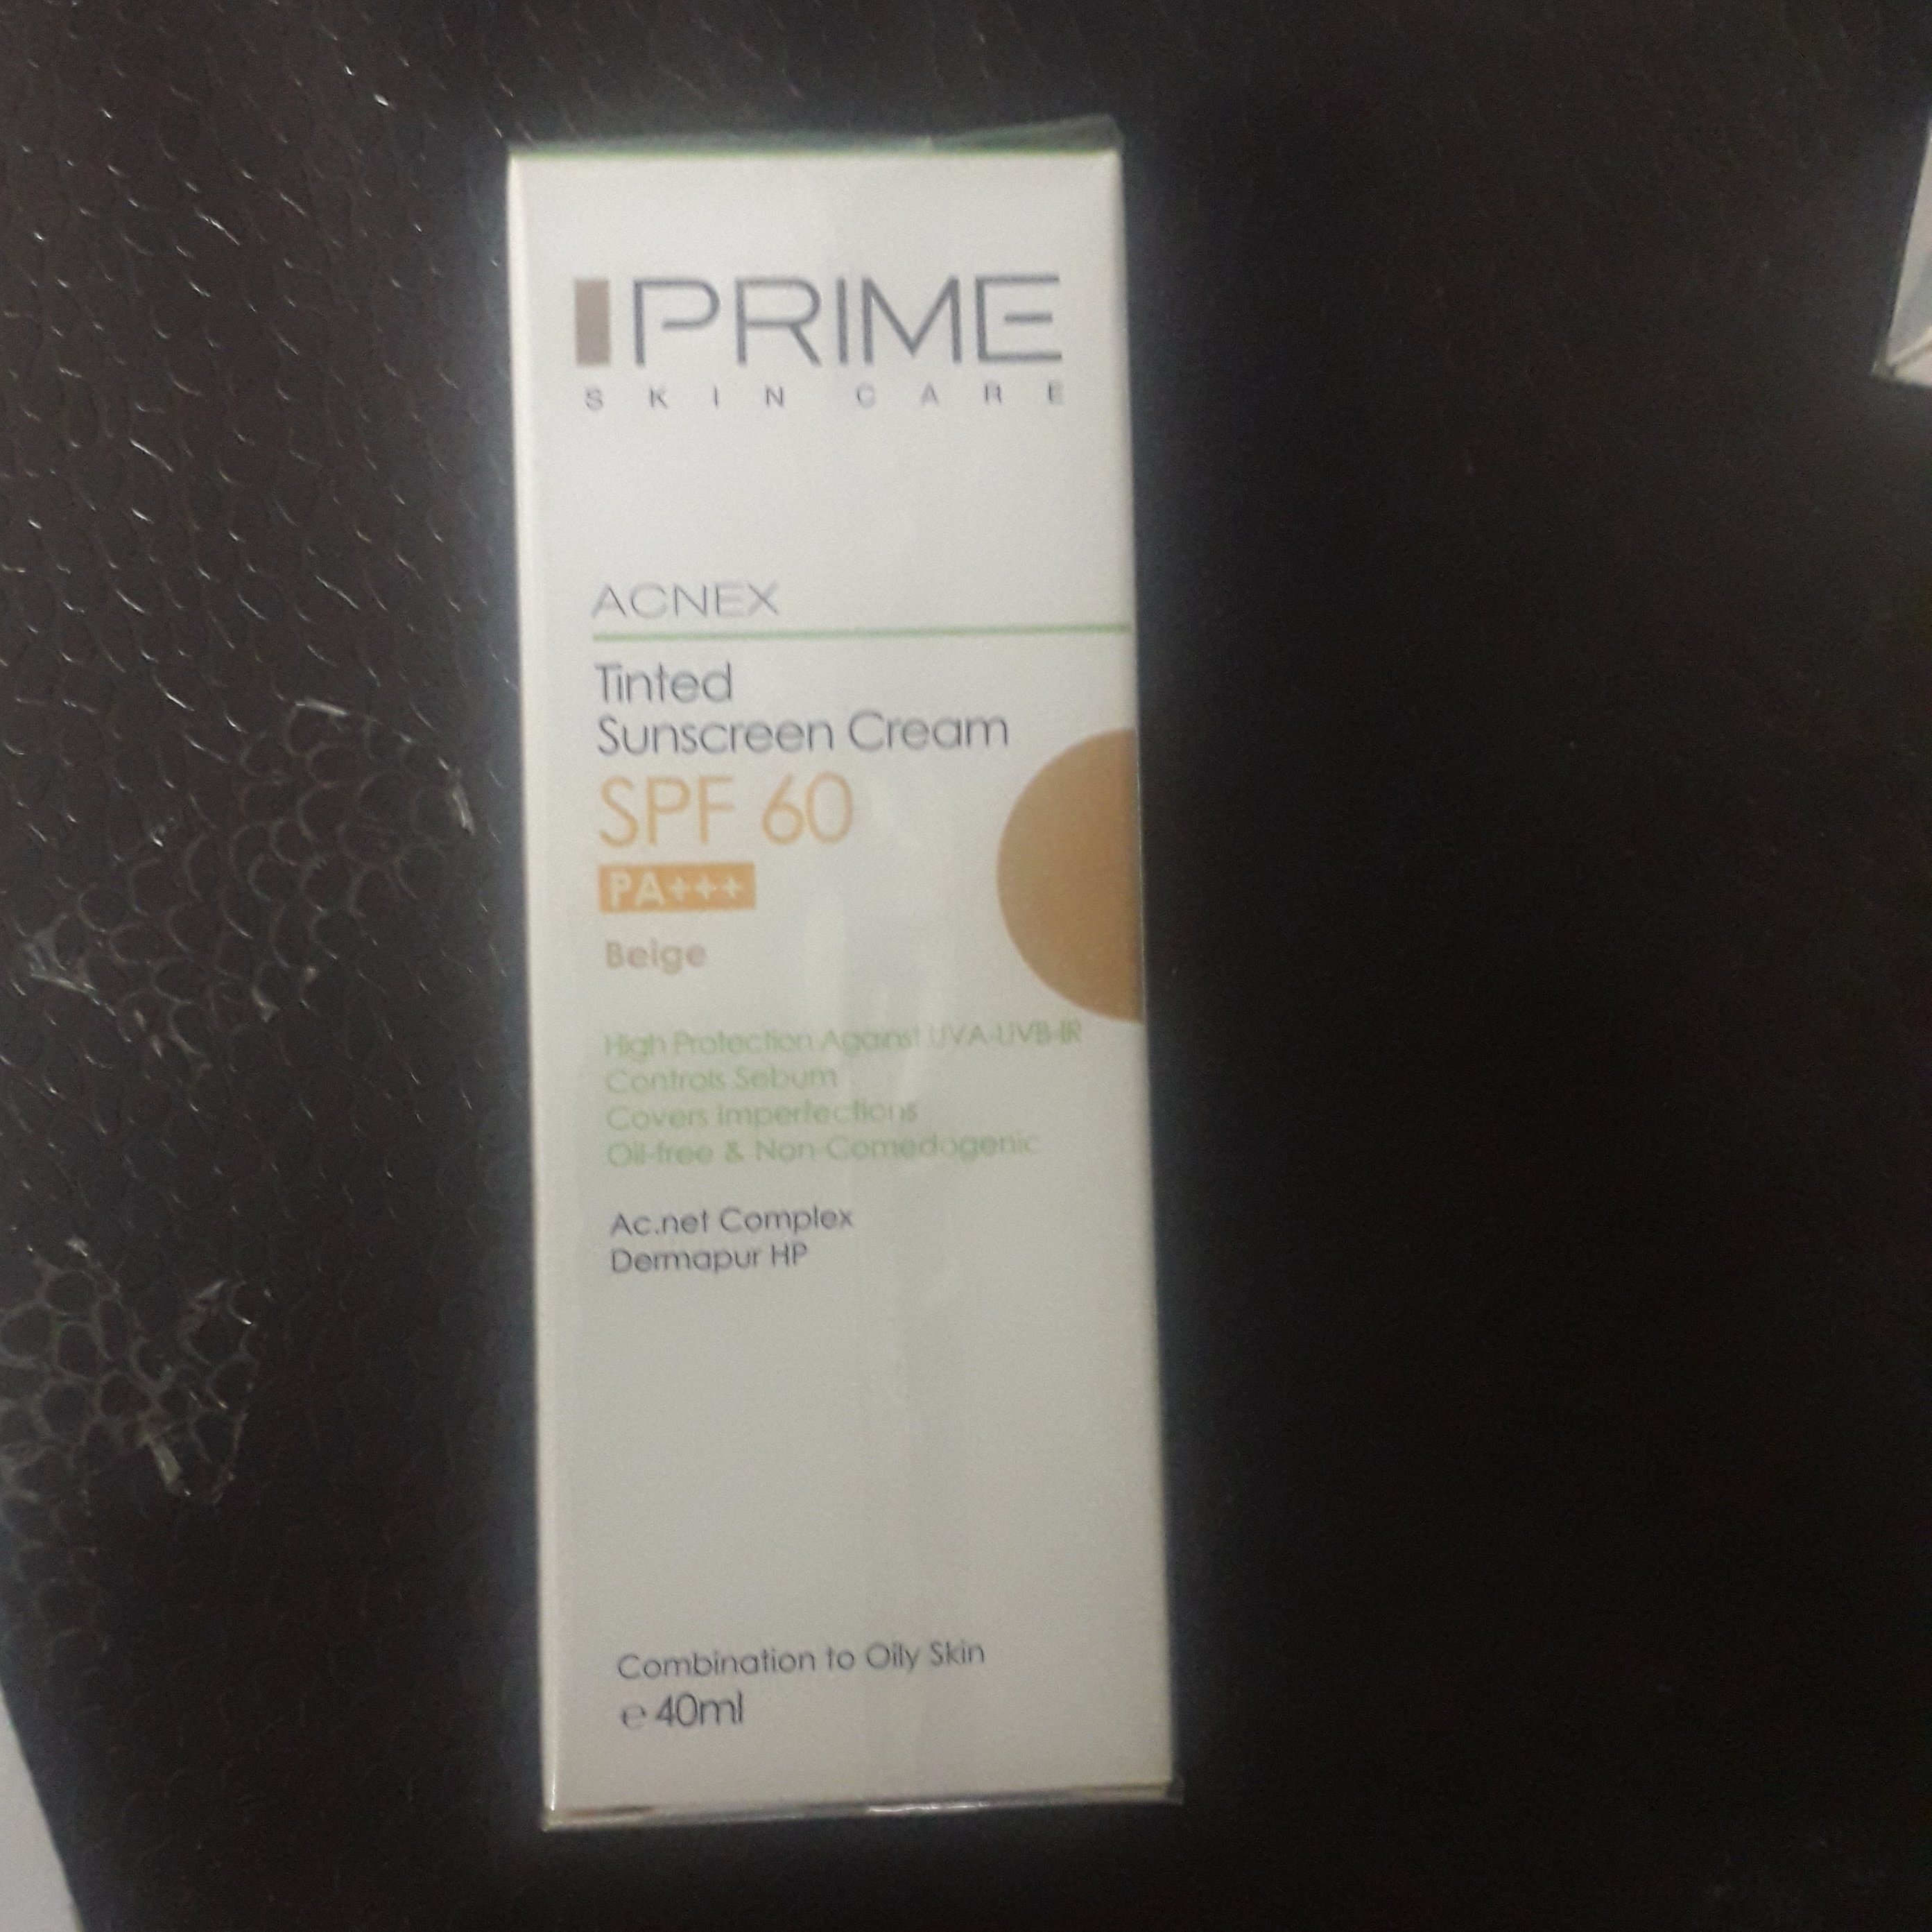 PRIME
SKIN CARE
ACNEX
Tinted
Sunscreen Cream
SPF 60
PA+++
Beige
High Protection Against UVA-UVB-IR
Controls Sebum
Covers Imperfections
Oil-free & Non-Comedogenic
Ac.net Complex
Dermapur HP
Combination to Oily Skin
℮ 40ml